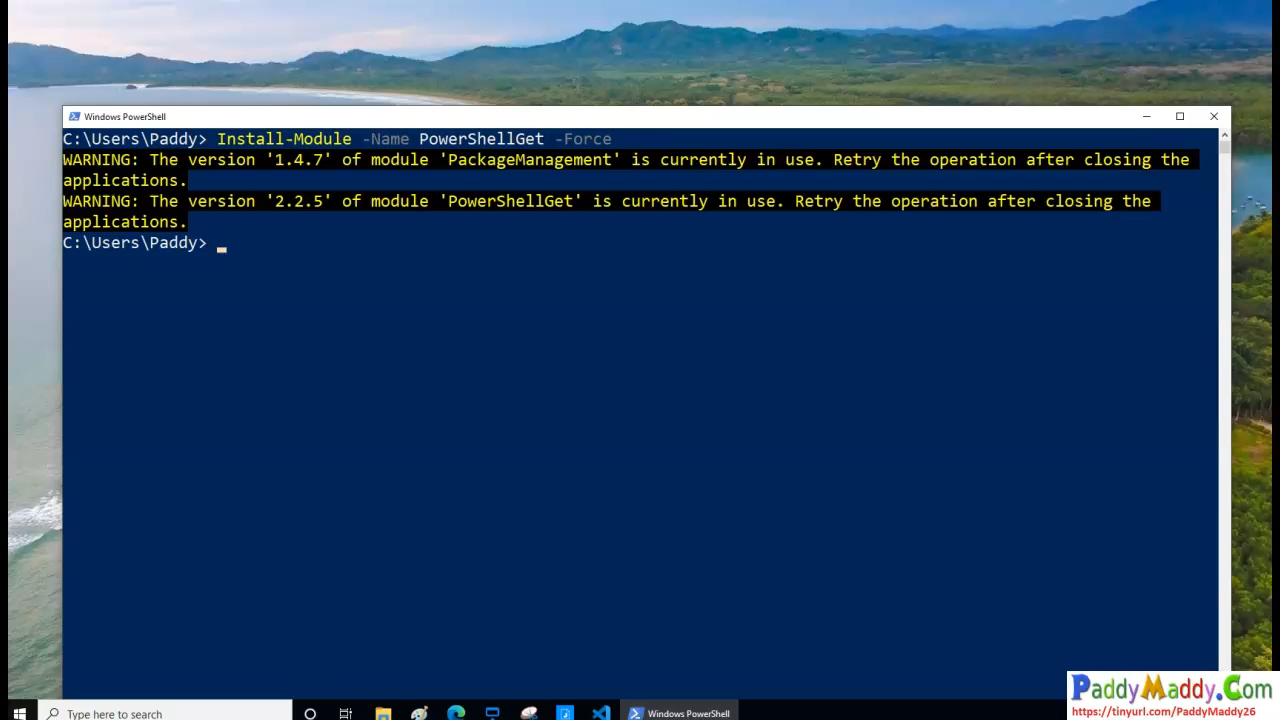 Windows PowerShell
C:\Users\Paddy> Install-Module -Name PowerShellGet -Force
WARNING: The version '1.4.7' of module 'PackageManagement' is currently in use. Retry the operation after closing the
applications.
WARNING: The version '2.2.5' of module 'PowerShellGet' is currently in use. Retry the operation after closing the
applications.
C:\Users\Paddy>
PaddyMaddy.Com
https://tinyurl.com/PaddyMaddy26
Type here to search
Windows PowerShell